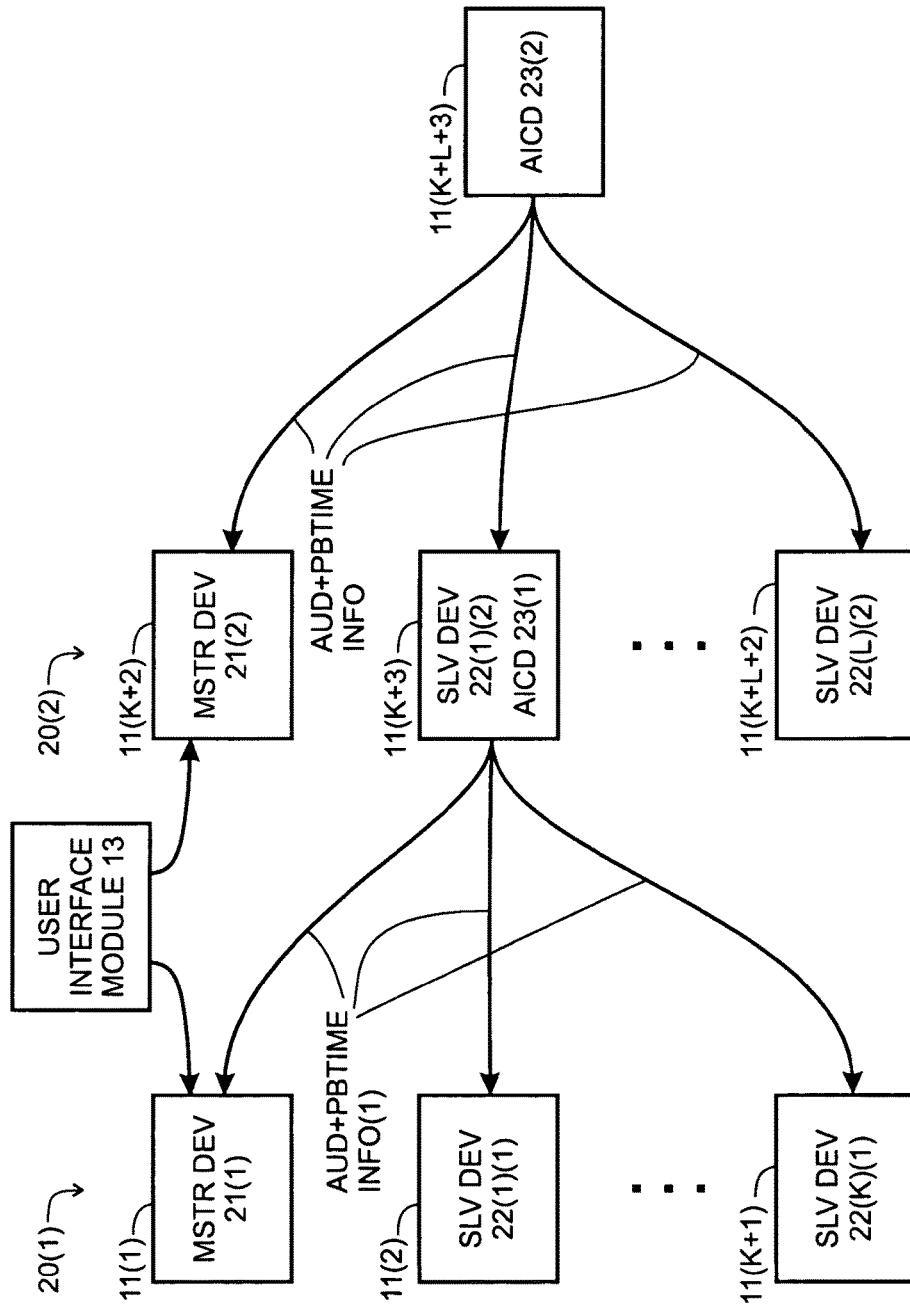 USER
INTERFACE
MODULE 13
20(1)
20(2)
11(1)
MSTR DEV
21(1)
11(K+2)
MSTR DEV
21(2)
AUD+PBTIME
INFO(1)
AUD+PBTIME
INFO
11(2)
SLV DEV
22(1)(1)
11(K+3)
SLV DEV
22(1)(2)
AICD 23(1)
11(K+L+3)
AICD 23(2)
11(K+1)
SLV DEV
22(K)(1)
11(K+L+2)
SLV DEV
22(L)(2)